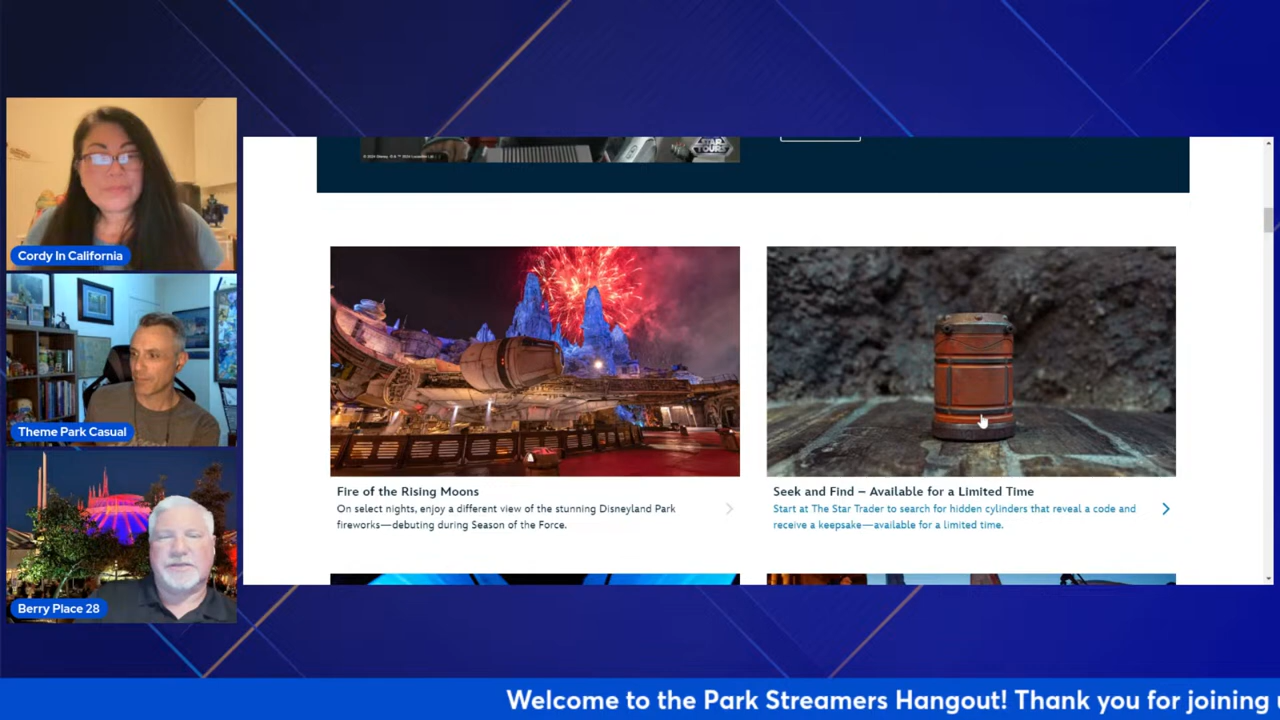 STAR
TOURS
Cordy In California
Theme Park Casual
Berry Place 28
Fire of the Rising Moons
On select nights, enjoy a different view of the stunning Disneyland Park
fireworks—debuting during Season of the Force.
Seek and Find – Available for a Limited Time
Start at The Star Trader to search for hidden cylinders that reveal a code and
receive a keepsake—available for a limited time.
Welcome to the Park Streamers Hangout! Thank you for joining